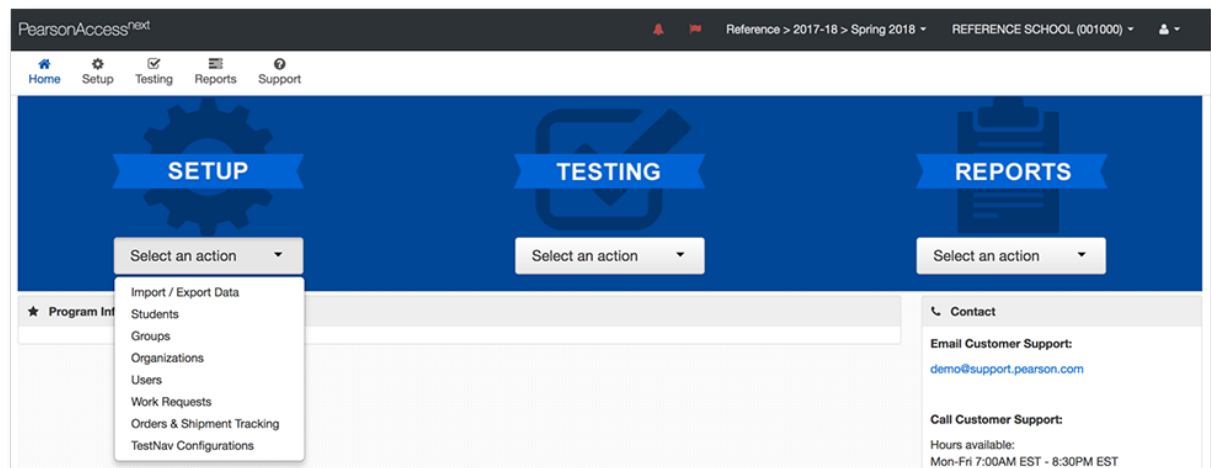 PearsonAccessnext
Reference > 2017-18 > Spring 2018
REFERENCE SCHOOL (001000)
Home
Setup
Testing
Reports
Support
SETUP
TESTING
REPORTS
Select an action
Select an action
Select an action
Import / Export Data
Students
Groups
Organizations
Users
Work Requests
Orders & Shipment Tracking
TestNav Configurations
Program Inf
Contact
Email Customer Support:
demo@support.pearson.com
Call Customer Support:
Hours available:
Mon-Fri 7:00AM EST - 8:30PM EST